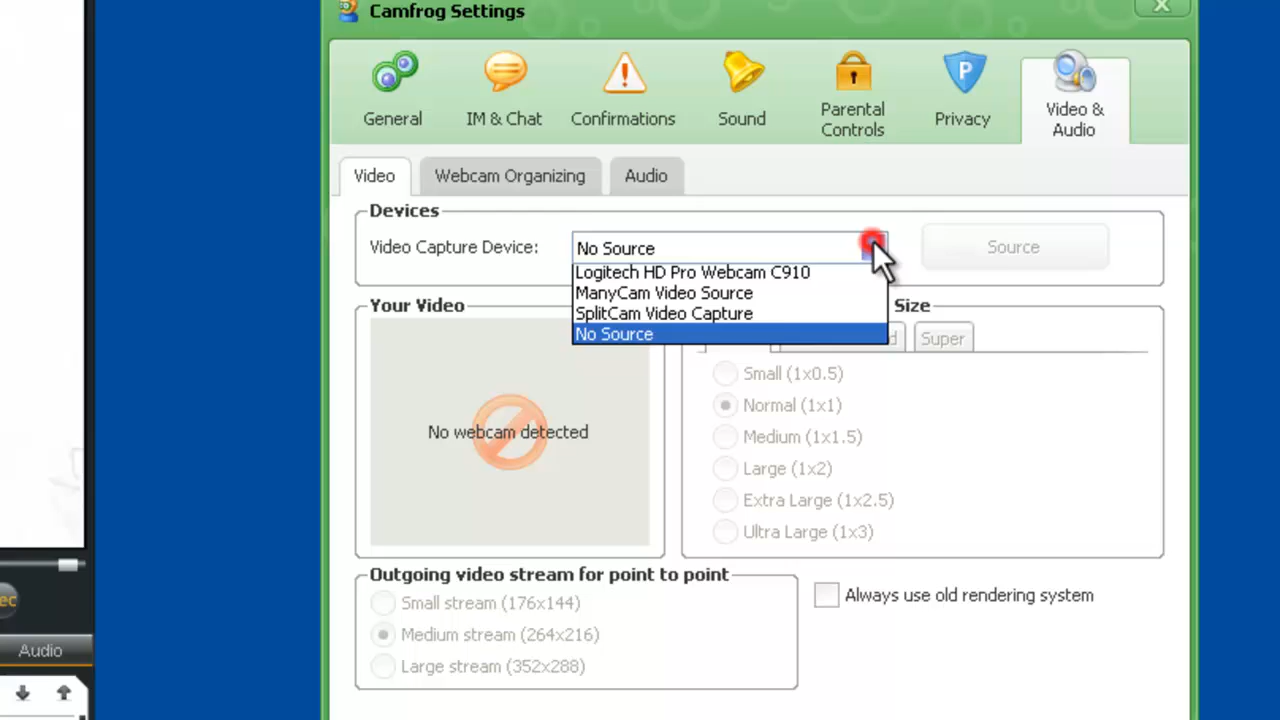 Camfrog Settings
General
IM & Chat
Confirmations
Sound
Parental
Controls
Privacy
Video &
Audio
Video
Webcam Organizing
Audio
Devices
Video Capture Device:
No Source
Source
Logitech HD Pro Webcam C910
ManyCam Video Source
SplitCam Video Capture
No Source
Your Video
Size
Super
No webcam detected
Small (1x0.5)
Normal (1x1)
Medium (1x1.5)
Large (1x2)
Extra Large (1x2.5)
Ultra Large (1x3)
Outgoing video stream for point to point
Small stream (176x144)
Medium stream (264x216)
Large stream (352x288)
Always use old rendering system
Audio